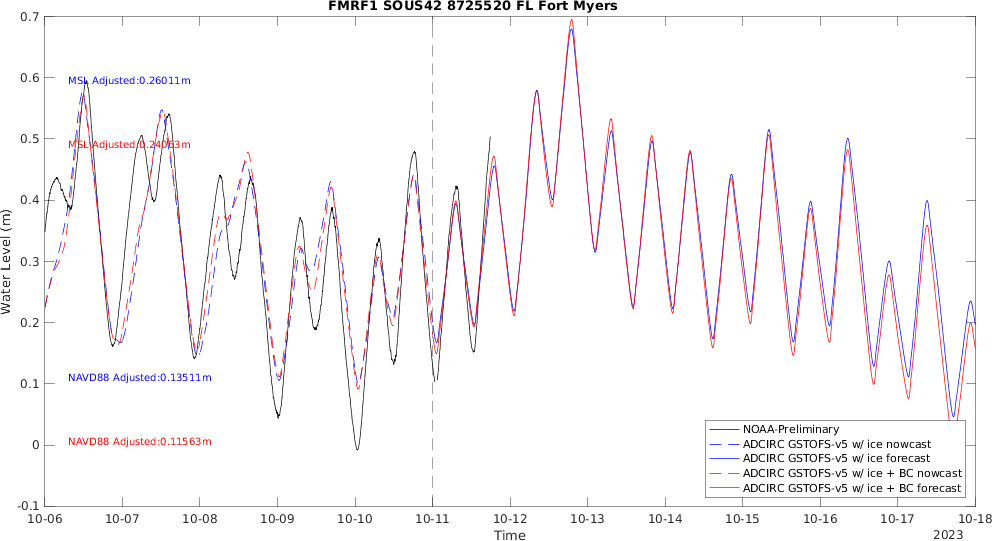 FMRF1 SOUS42 8725520 FL Fort Myers
0.7
0.6
0.5
0.4
0.3
0.2
0.1
0
-0.1
Water Level (m)
MSL Adjusted:0.26011m
MSL Adjusted:0.24063m
NAVD88 Adjusted:0.13511m
NAVD88 Adjusted:0.11563m
NOAA-Preliminary
ADCIRC GSTOFS-v5 w/ ice nowcast
ADCIRC GSTOFS-v5 w/ ice forecast
ADCIRC GSTOFS-v5 w/ ice + BC nowcast
ADCIRC GSTOFS-v5 w/ ice + BC forecast
10-06 10-07 10-08 10-09 10-10 10-11 10-12 10-13 10-14 10-15 10-16 10-17 10-18
Time
2023